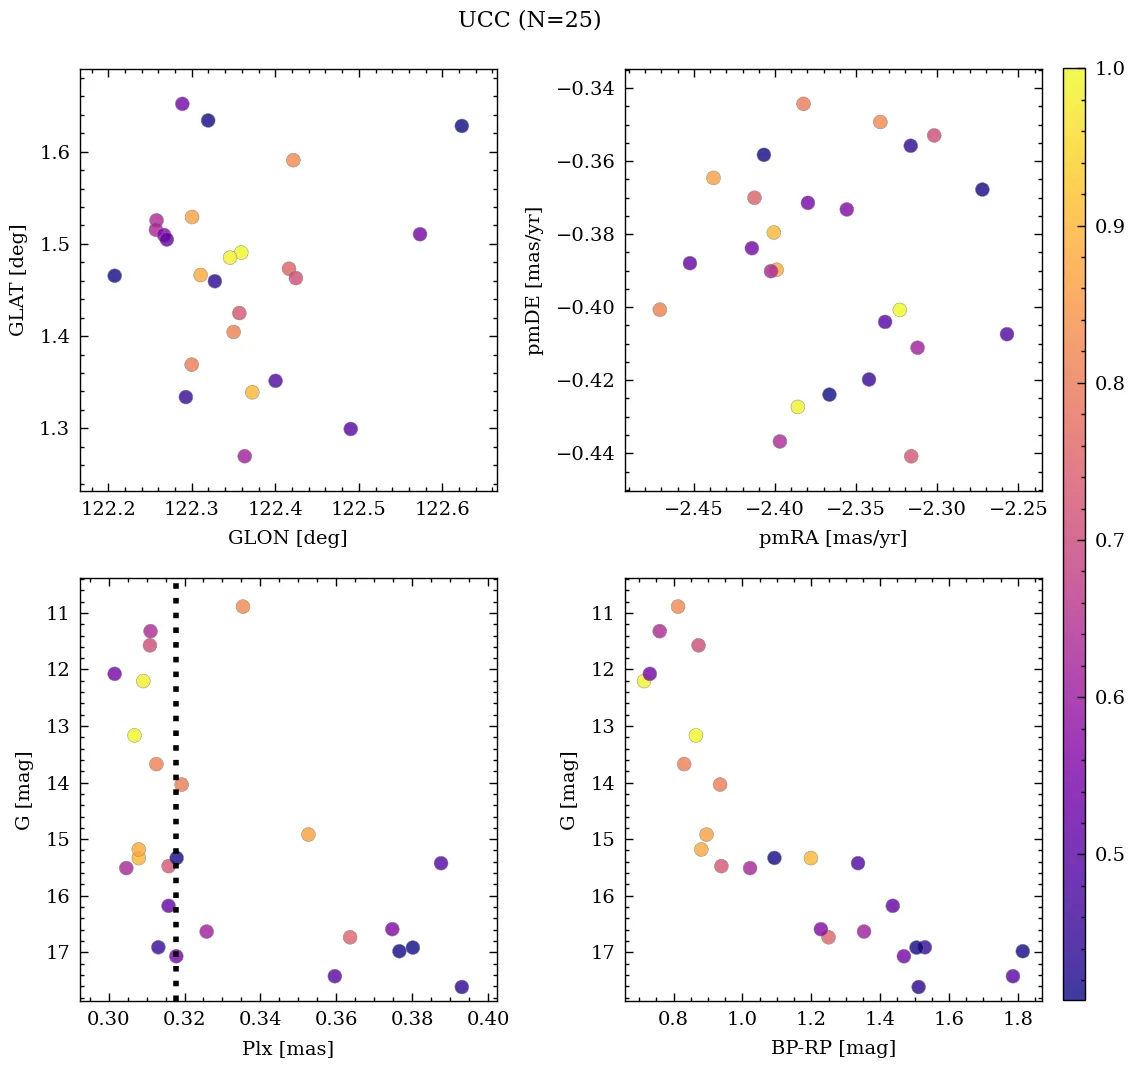 UCC (N=25)
1.6
1.5
1.4
1.3
GLAT [deg]
122.2 122.3 122.4 122.5 122.6
GLON [deg]
−0.34
−0.36
−0.38
−0.40
−0.42
−0.44
pmDE [mas/yr]
−2.45 −2.40 −2.35 −2.30 −2.25
pmRA [mas/yr]
11
12
13
14
15
16
17
G [mag]
0.30 0.32 0.34 0.36 0.38 0.40
Plx [mas]
11
12
13
14
15
16
17
G [mag]
0.8 1.0 1.2 1.4 1.6 1.8
BP-RP [mag]
1.0
0.9
0.8
0.7
0.6
0.5